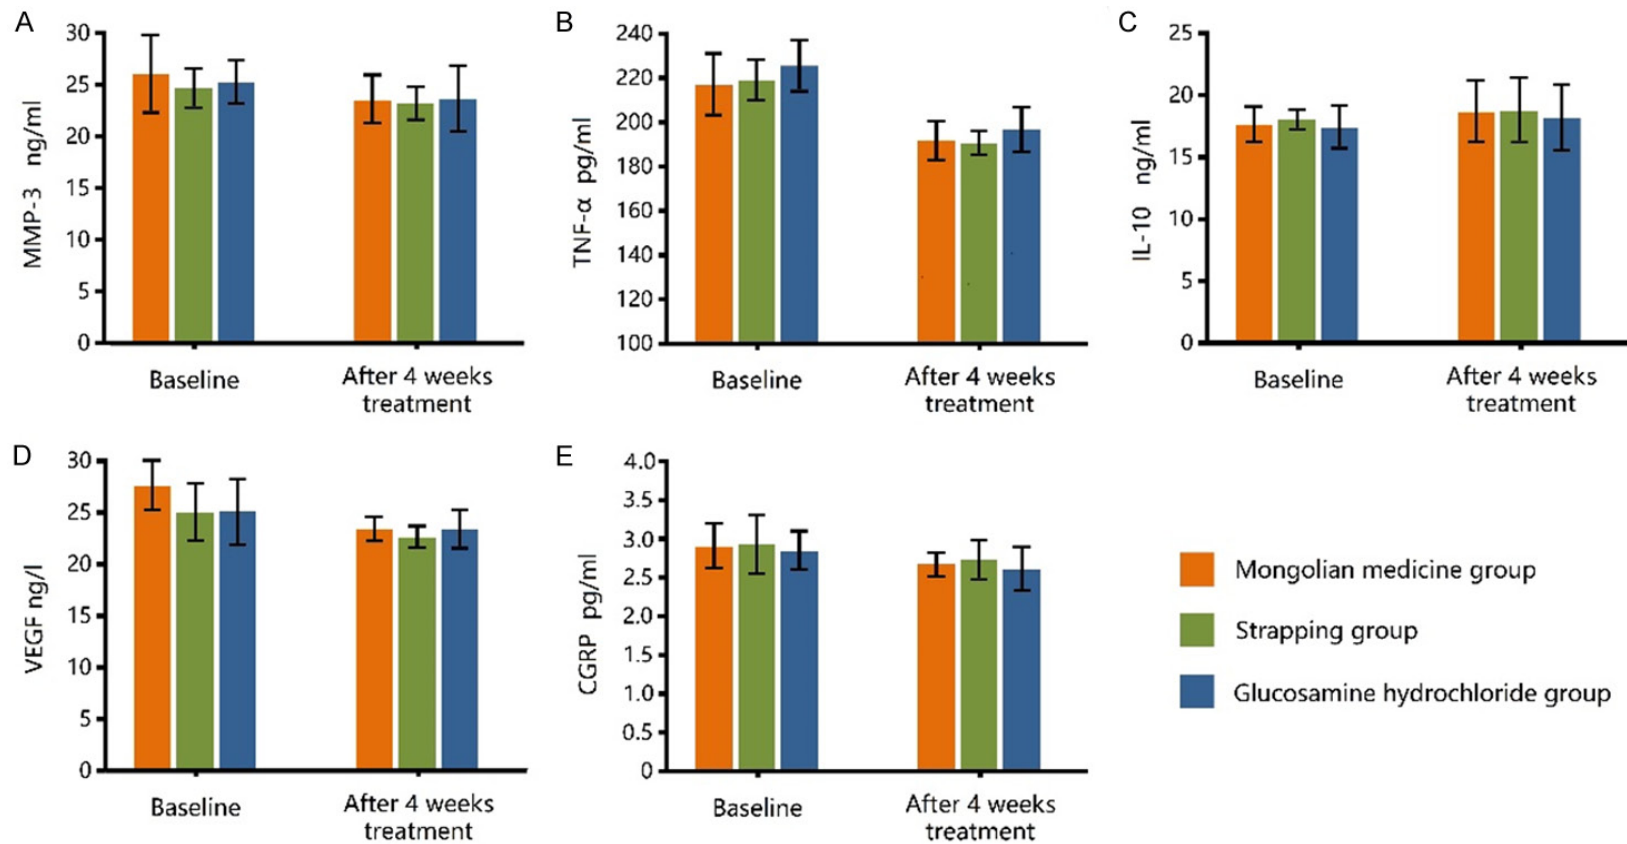 A
MMP-3 ng/ml
30
25
20
15
10
5
0
Baseline
After 4 weeks
treatment
B
TNF-α pg/ml
240
220
200
180
160
140
120
100
Baseline
After 4 weeks
treatment
C
IL-10 ng/ml
25
20
15
10
5
0
Baseline
After 4 weeks
treatment
D
VEGF ng/l
30
25
20
15
10
5
0
Baseline
After 4 weeks
treatment
E
CGRP pg/ml
4.0
3.5
3.0
2.5
2.0
1.5
1.0
0.5
0
Baseline
After 4 weeks
treatment
Mongolian medicine group
Strapping group
Glucosamine hydrochloride group